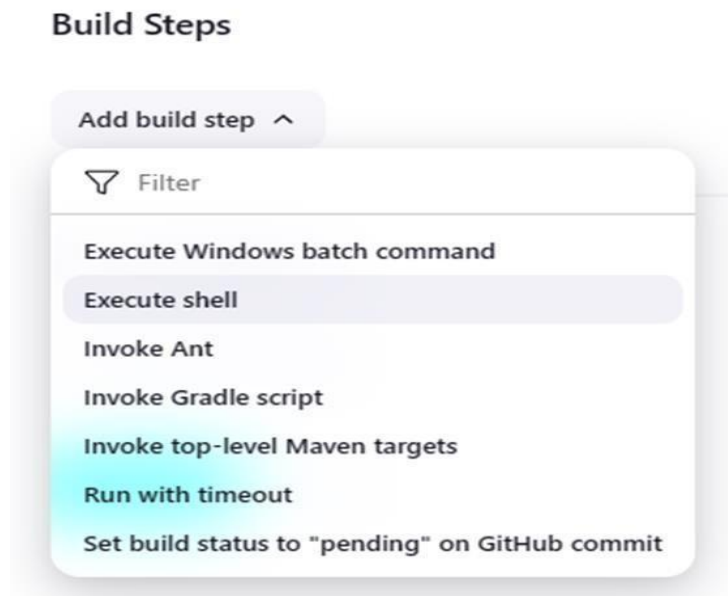 Build Steps
Add build step
Filter
Execute Windows batch command
Execute shell
Invoke Ant
Invoke Gradle script
Invoke top-level Maven targets
Run with timeout
Set build status to "pending" on GitHub commit